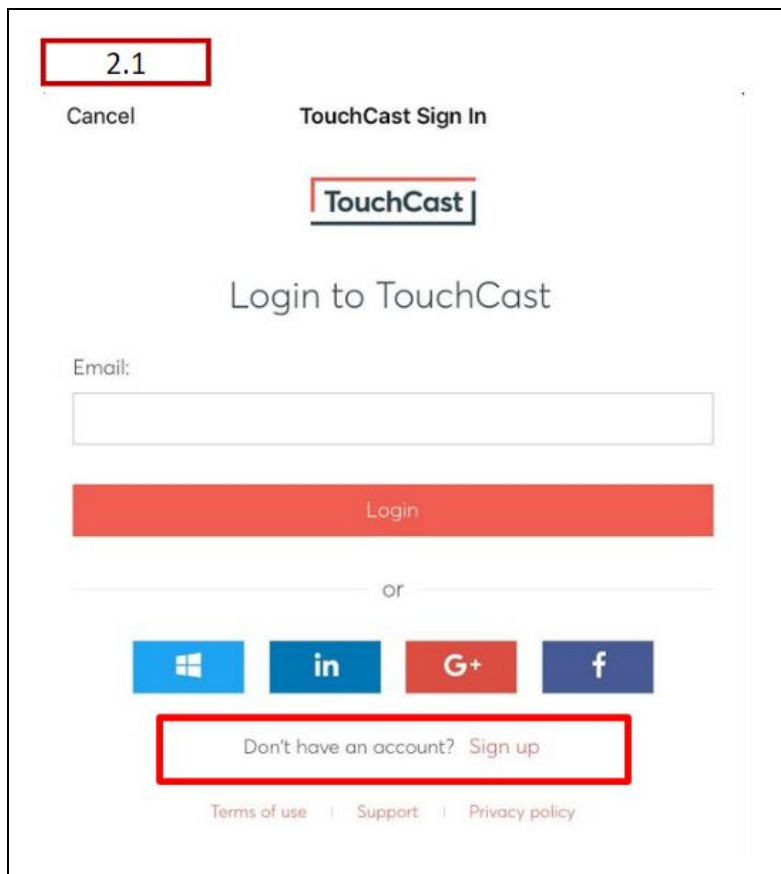 2.1
Cancel TouchCast Sign In
TouchCast
Login to TouchCast
Email:
Login
or
in G+ f
Don't have an account? Sign up
Terms of use | Support | Privacy policy